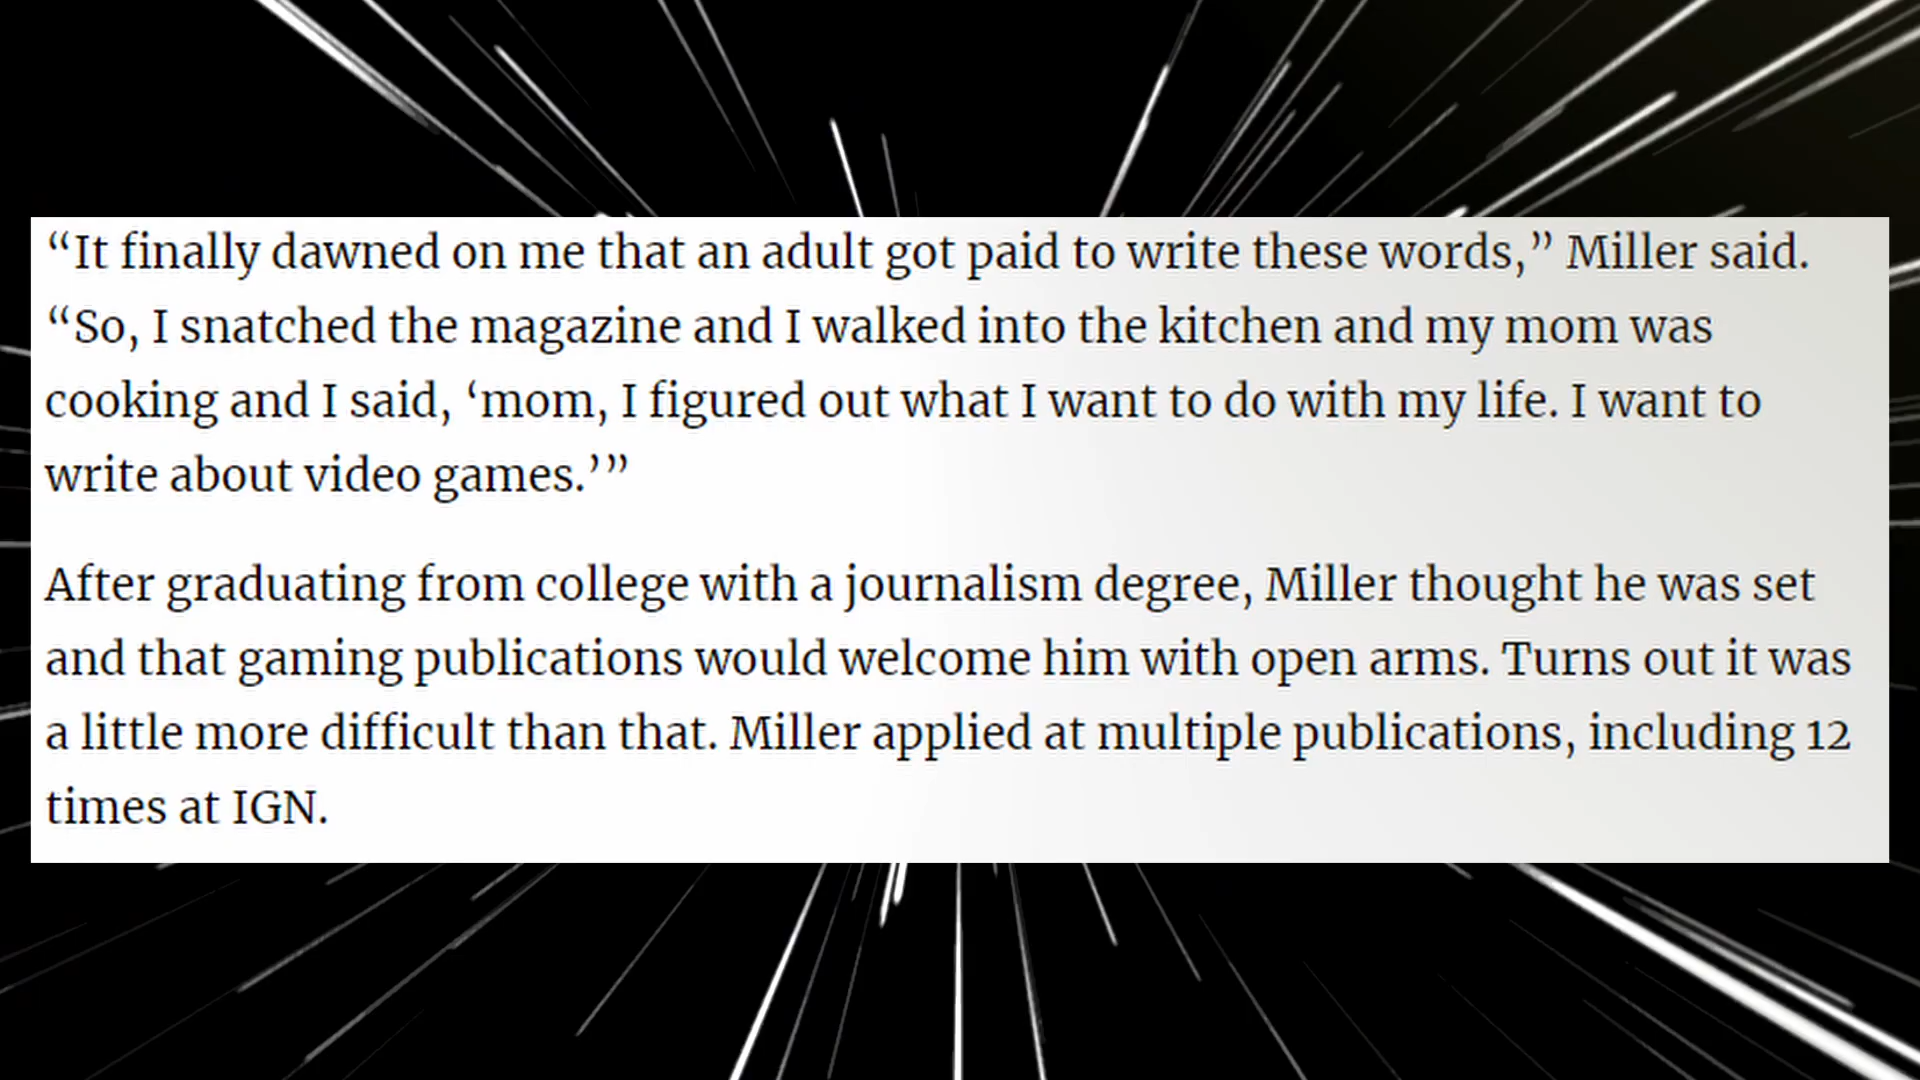 “It finally dawned on me that an adult got paid to write these words,” Miller said.
“So, I snatched the magazine and I walked into the kitchen and my mom was
cooking and I said, ‘mom, I figured out what I want to do with my life. I want to
write about video games.’”
After graduating from college with a journalism degree, Miller thought he was set
and that gaming publications would welcome him with open arms. Turns out it was
a little more difficult than that. Miller applied at multiple publications, including 12
times at IGN.